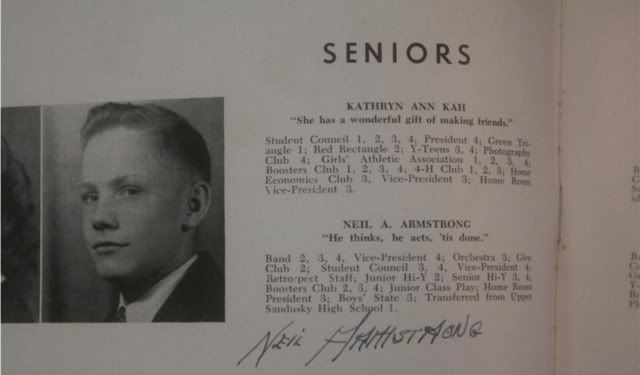 SENIORS
KATHRYN ANN KAH
"She has a wonderful gift of making friends."
Student Council 1, 2, 3, 4, President 4; Green Tri-
angle 1; Red Rectangle 2; Y-Teens 3, 4; Photography
Club 4; Girls' Athletic Association 1, 2, 3, 4;
Boosters Club 1, 2, 3, 4; 4-H Club 1, 2, 3; Home
Economics Club 3, Vice-President 3; Home Room
Vice-President 3.
NEIL A. ARMSTRONG
"He thinks, he acts, 'tis done."
Band 2, 3, 4, Vice-President 4; Orchestra 3; Glee
Club 2; Student Council 3, 4, Vice-President 4;
Retrospect Staff; Junior Hi-Y 2; Senior Hi-Y 3, 4;
Boosters Club 2, 3, 4; Junior Class Play; Home Room
President 3; Boys' State 3; Transferred from Upper
Sandusky High School 1.
NEIL ARMSTRONG